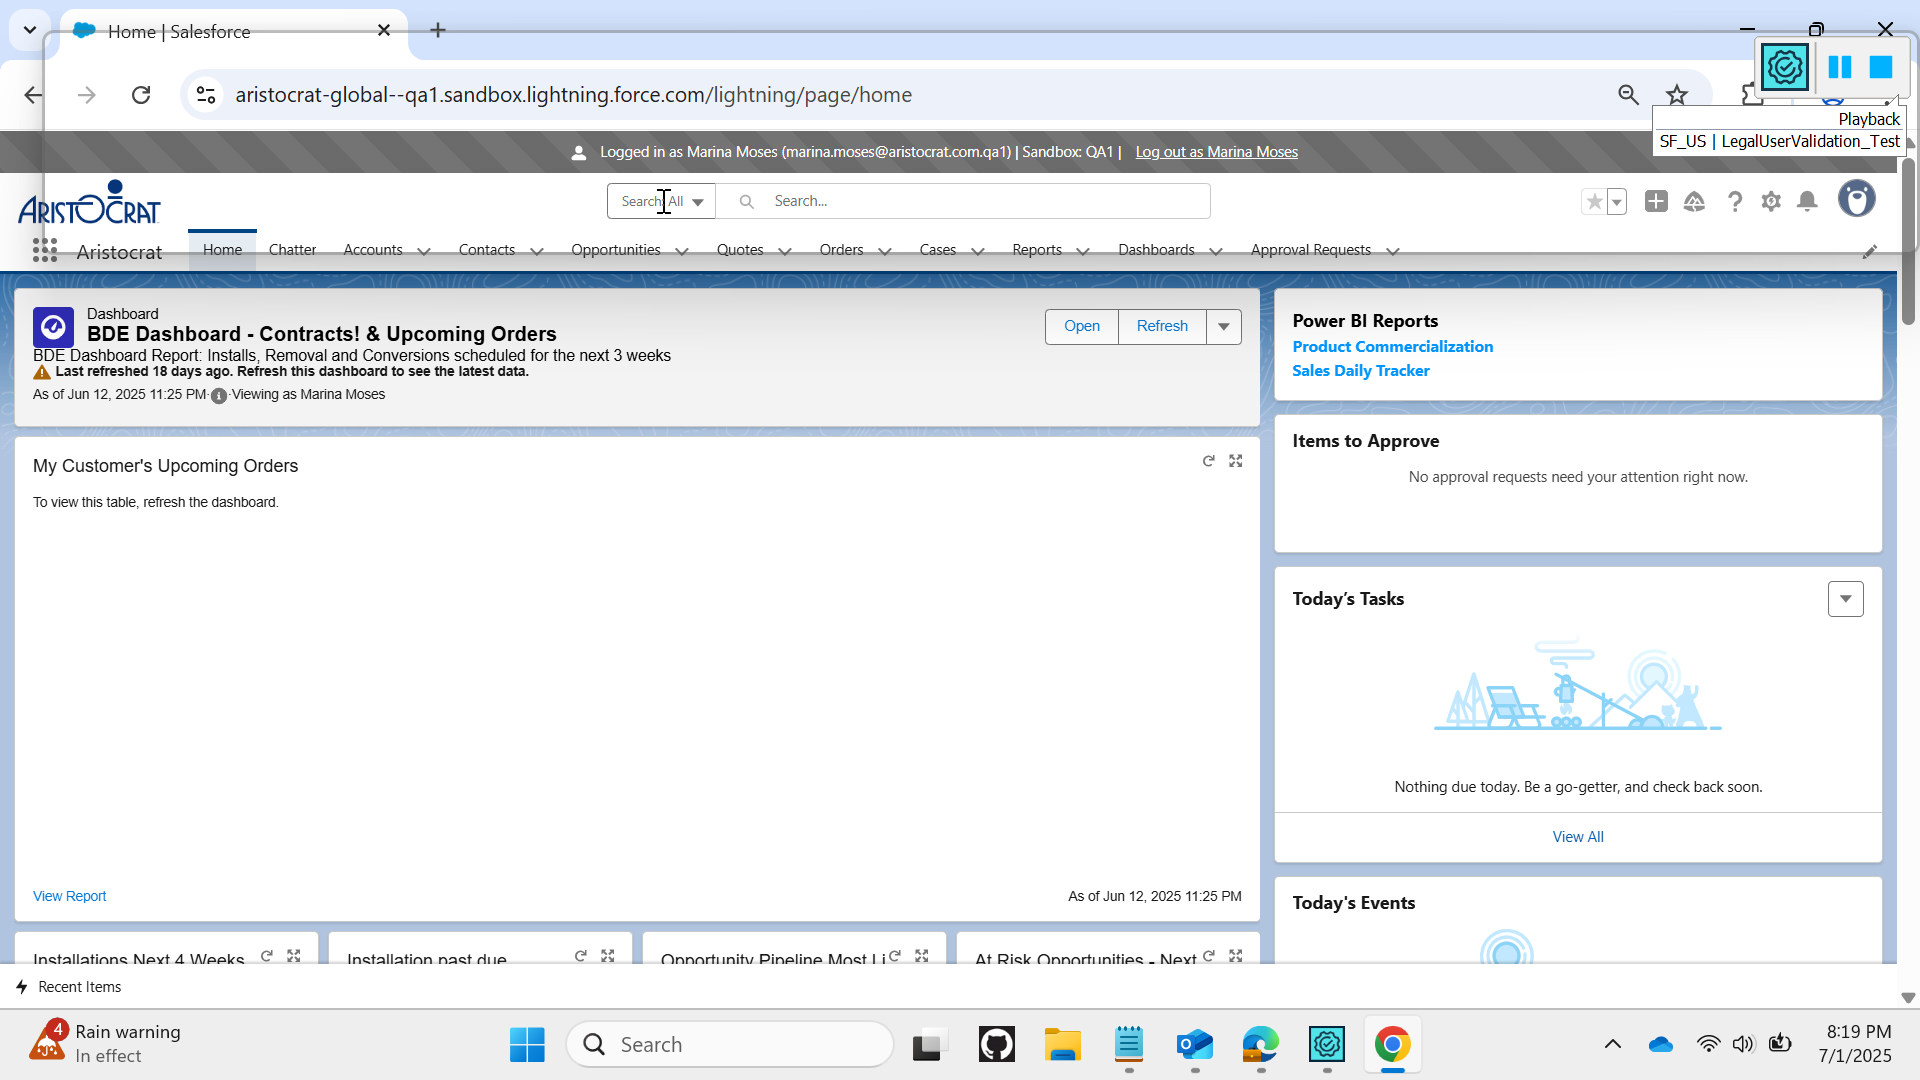 Home | Salesforce
aristocrat-global--qa1.sandbox.lightning.force.com/lightning/page/home
Playback
SF_US | LegalUserValidation_Test
Logged in as Marina Moses (marina.moses@aristocrat.com.qa1) | Sandbox: QA1 | Log out as Marina Moses
ARISTOCRAT
Search: All
Search...
Aristocrat
Home
Chatter
Accounts
Contacts
Opportunities
Quotes
Orders
Cases
Reports
Dashboards
Approval Requests
Dashboard
BDE Dashboard - Contracts! & Upcoming Orders
BDE Dashboard Report: Installs, Removal and Conversions scheduled for the next 3 weeks
Last refreshed 18 days ago. Refresh this dashboard to see the latest data.
As of Jun 12, 2025 11:25 PM·Viewing as Marina Moses
Open
Refresh
My Customer's Upcoming Orders
To view this table, refresh the dashboard.
View Report
As of Jun 12, 2025 11:25 PM
Installations Next 4 Weeks
Installation past due
Opportunity Pipeline Most Li
At Risk Opportunities - Next
Power BI Reports
Product Commercialization
Sales Daily Tracker
Items to Approve
No approval requests need your attention right now.
Today's Tasks
Nothing due today. Be a go-getter, and check back soon.
View All
Today's Events
Recent Items
4
Rain warning
In effect
Search
8:19 PM
7/1/2025